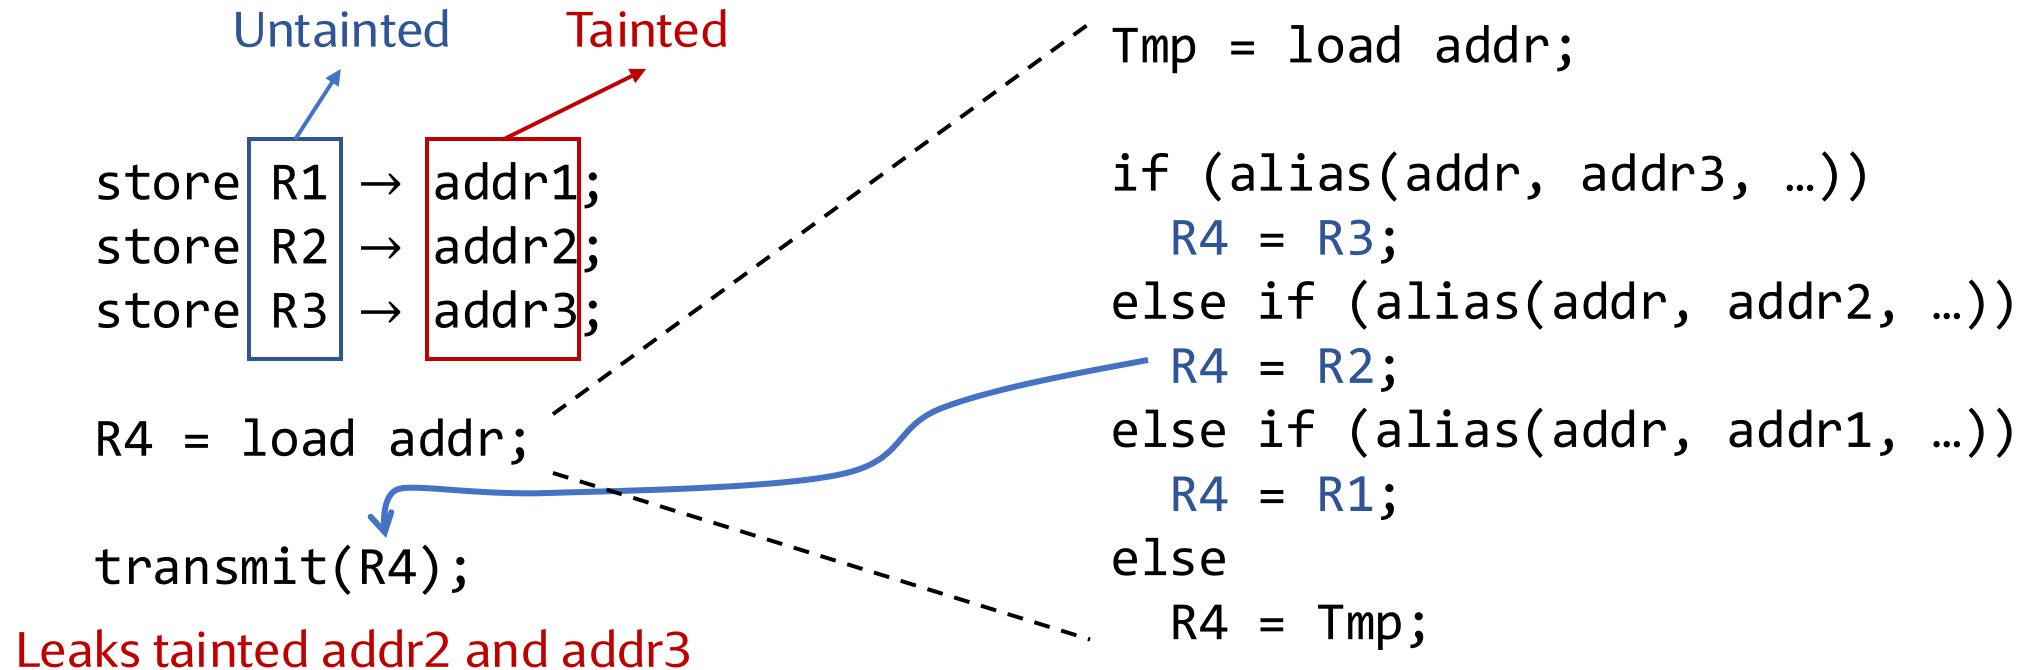 Untainted
Tainted
store R1 → addr1;
store R2 → addr2;
store R3 → addr3;
R4 = load addr;
transmit(R4);
Leaks tainted addr2 and addr3
Tmp = load addr;
if (alias(addr, addr3, …))
R4 = R3;
else if (alias(addr, addr2, …))
R4 = R2;
else if (alias(addr, addr1, …))
R4 = R1;
else
R4 = Tmp;